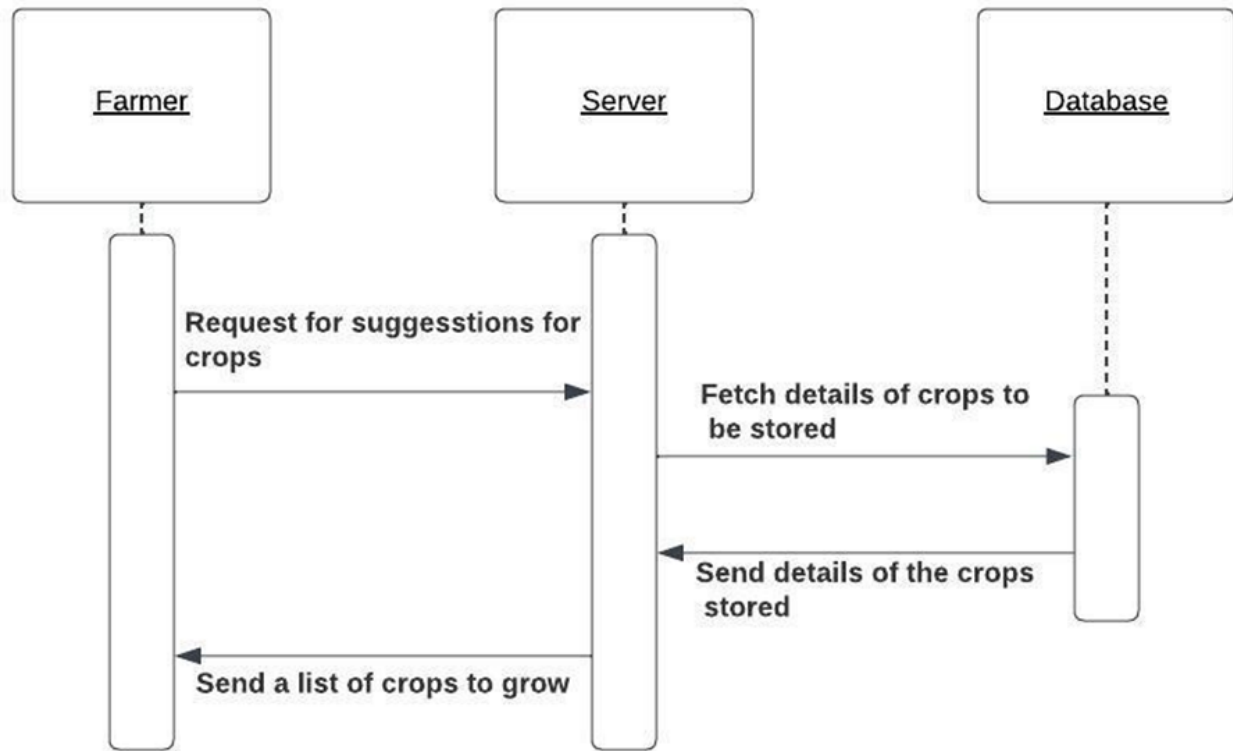 Farmer
Server
Database
Request for suggesstions for
crops
Fetch details of crops to
be stored
Send details of the crops
stored
Send a list of crops to grow